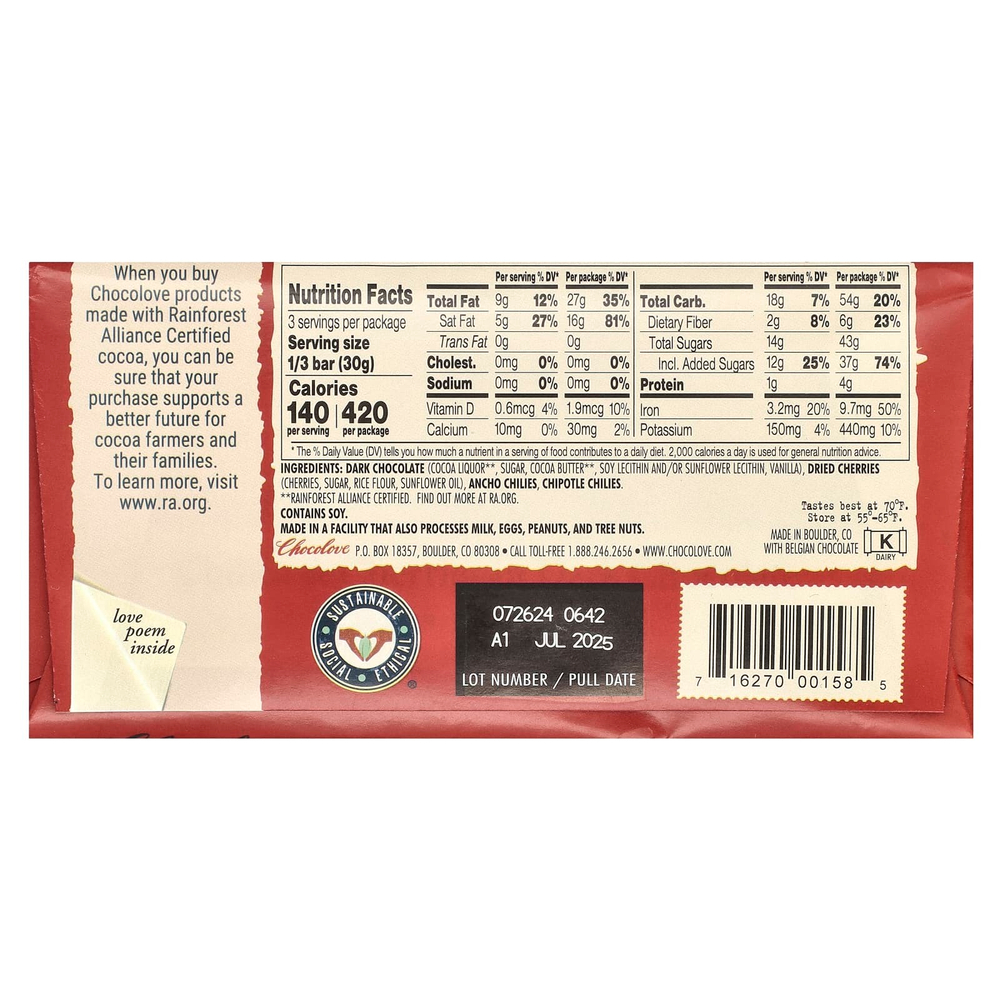 When you buy
Chocolove products
made with Rainforest
Alliance Certified
cocoa, you can be
sure that your
purchase supports a
better future for
cocoa farmers and
their families.
To learn more, visit
www.ra.org.
love
poem
inside
Nutrition Facts
3 servings per package
Serving size
1/3 bar (30g)
Calories
140 420
per serving per package
Per serving % DV* Per package % DV*
Total Fat 9g 12% 27g 35%
Sat Fat 5g 27% 16g 81%
Trans Fat 0g 0g
Cholest. 0mg 0% 0mg 0%
Sodium 0mg 0% 0mg 0%
Vitamin D 0.6mcg 4% 1.9mcg 10%
Calcium 10mg 0% 30mg 2%
Per serving % DV* Per package % DV*
Total Carb. 18g 7% 54g 20%
Dietary Fiber 2g 8% 6g 23%
Total Sugars 14g 43g
Incl. Added Sugars 12g 25% 37g 74%
Protein 1g 4g
Iron 3.2mg 20% 9.7mg 50%
Potassium 150mg 4% 440mg 10%
* The % Daily Value (DV) tells you how much a nutrient in a serving of food contributes to a daily diet. 2,000 calories a day is used for general nutrition advice.
INGREDIENTS: DARK CHOCOLATE (COCOA LIQUOR**, SUGAR, COCOA BUTTER**, SOY LECITHIN AND/OR SUNFLOWER LECITHIN, VANILLA), DRIED CHERRIES
(CHERRIES, SUGAR, RICE FLOUR, SUNFLOWER OIL), ANCHO CHILIES, CHIPOTLE CHILIES.
**RAINFOREST ALLIANCE CERTIFIED. FIND OUT MORE AT RA.ORG.
CONTAINS SOY.
MADE IN A FACILITY THAT ALSO PROCESSES MILK, EGGS, PEANUTS, AND TREE NUTS.
Chocolove P.O. BOX 18357, BOULDER, CO 80308 • CALL TOLL-FREE 1.888.246.2656 • WWW.CHOCOLOVE.COM
Tastes best at 70°F.
Store at 55°-65°F.
MADE IN BOULDER, CO
WITH BELGIAN CHOCOLATE
K
DAIRY
SUSTAINABLE
SOCIAL • ETHICAL
®
072624 0642
A1 JUL 2025
LOT NUMBER / PULL DATE
7 16270 00158 5